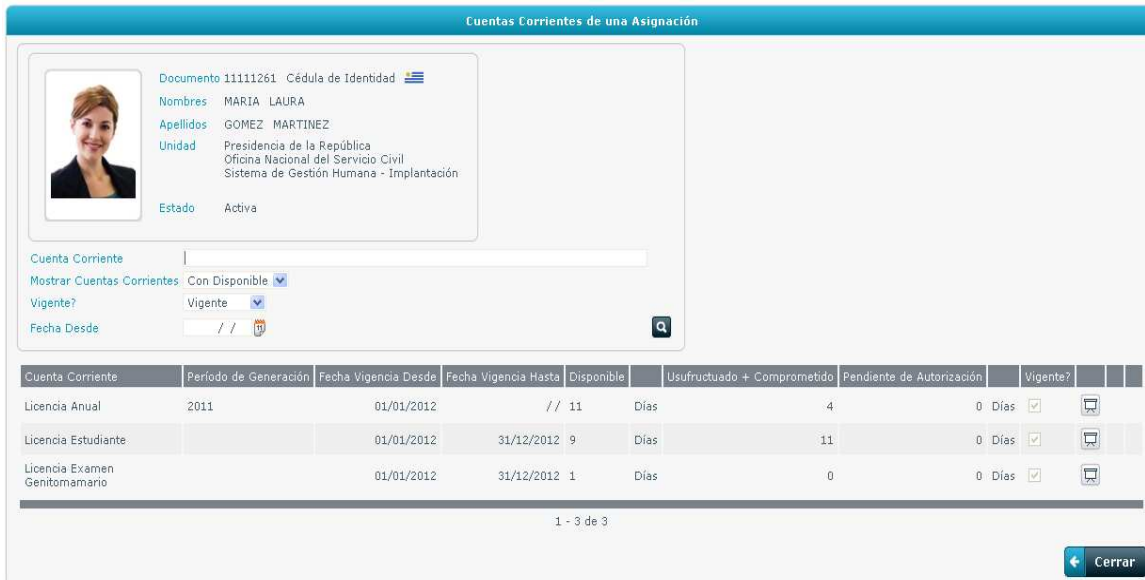 Cuentas Corrientes de una Asignación
Documento 11111261 Cédula de Identidad
Nombres MARIA LAURA
Apellidos GOMEZ MARTINEZ
Unidad Presidencia de la República
Oficina Nacional del Servicio Civil
Sistema de Gestión Humana - Implantación
Estado Activa
Cuenta Corriente
Mostrar Cuentas Corrientes Con Disponible
Vigente? Vigente
Fecha Desde / /
Cuenta Corriente Período de Generación Fecha Vigencia Desde Fecha Vigencia Hasta Disponible Usufructuado + Comprometido Pendiente de Autorización Vigente?
Licencia Anual 2011 01/01/2012 / / 11 Días 4 0 Días
Licencia Estudiante 01/01/2012 31/12/2012 9 Días 11 0 Días
Licencia Examen
Genitomamario 01/01/2012 31/12/2012 1 Días 0 0 Días
1 - 3 de 3
Cerrar